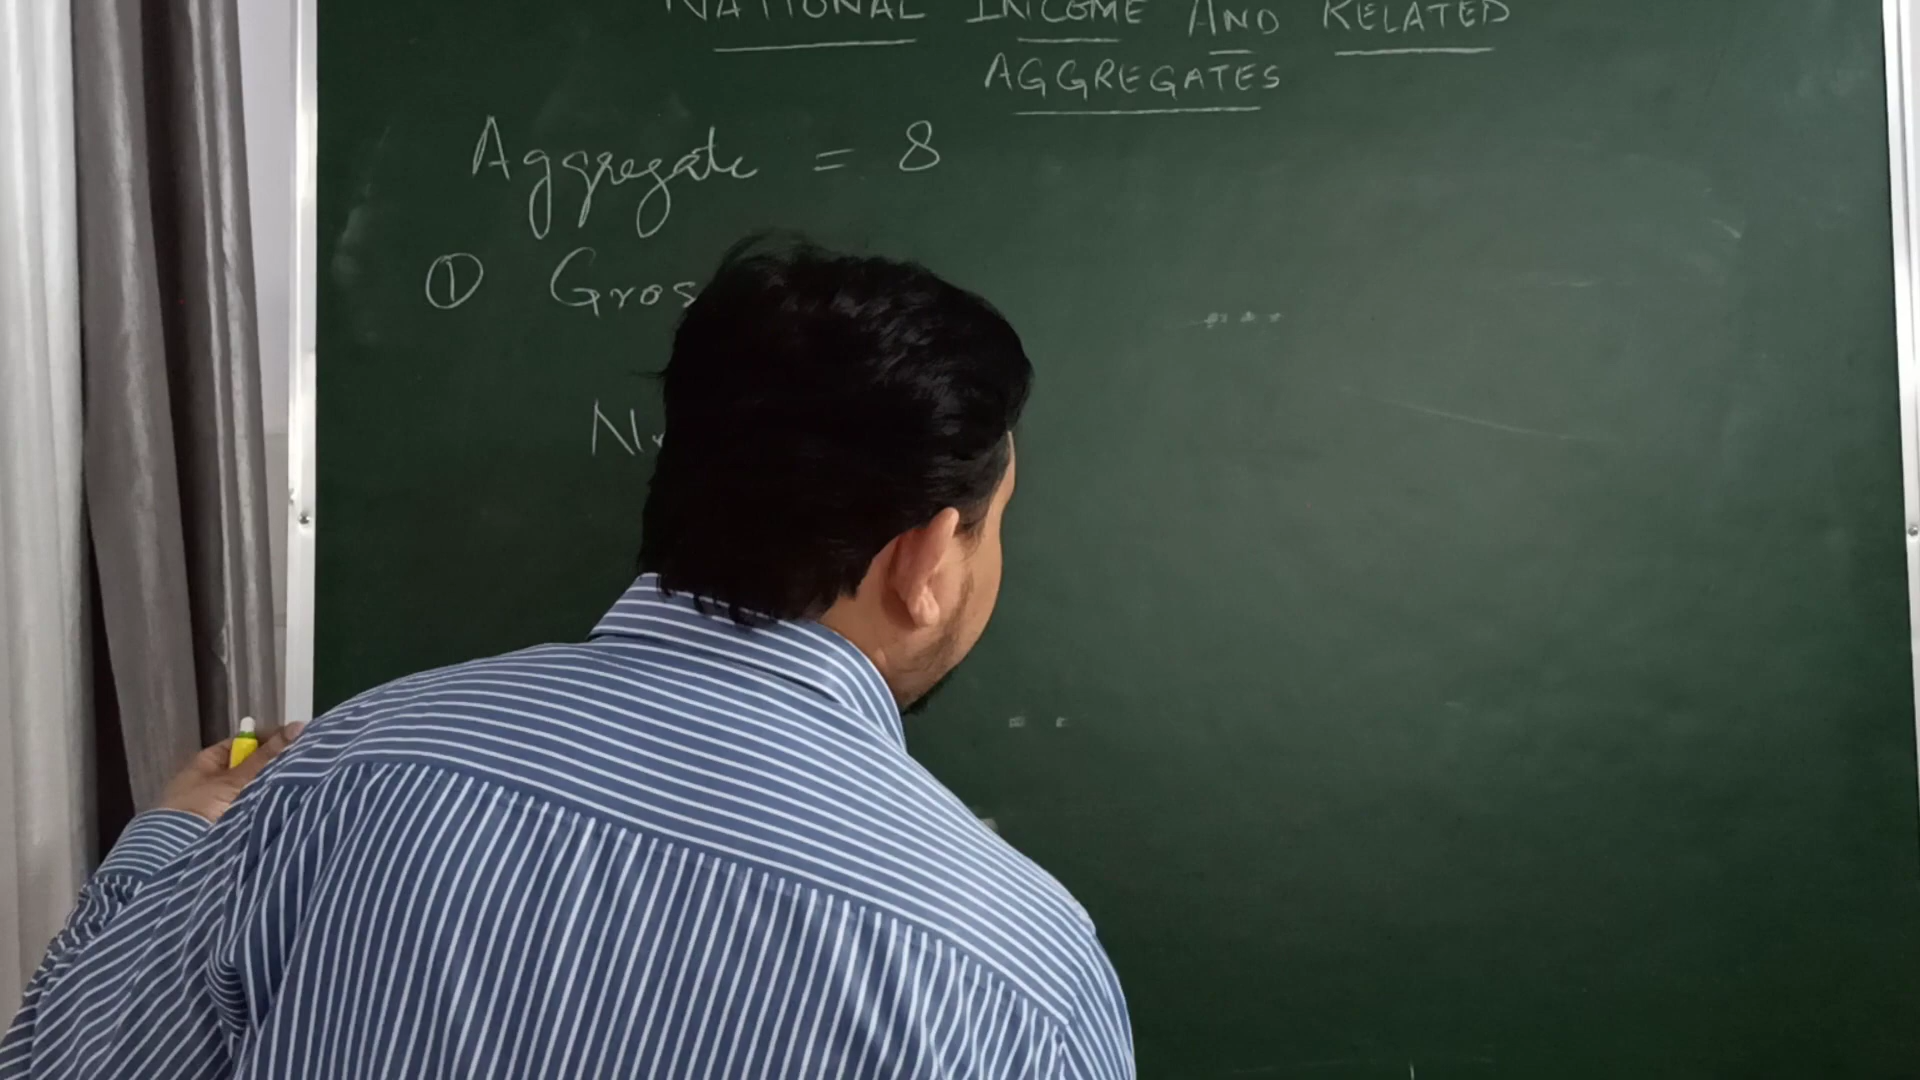 NATIONAL INCOME AND RELATED
AGGREGATES
Aggregate = 8
① Gros